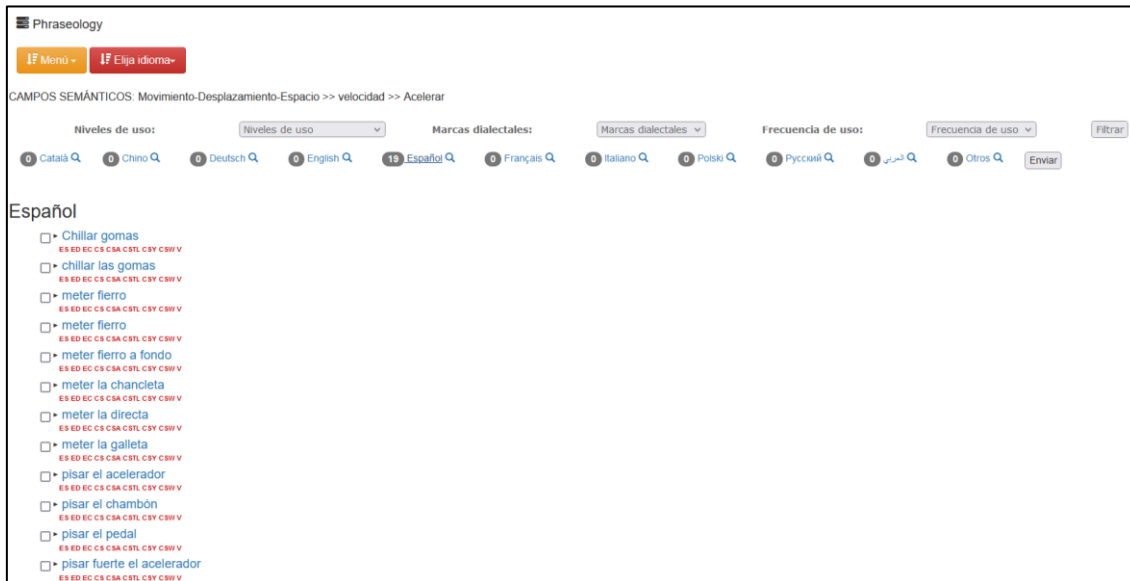 Phraseology
Menú Elija idioma
CAMPOS SEMÁNTICOS: Movimiento-Desplazamiento-Espacio >> velocidad >> Acelerar
Niveles de uso: Niveles de uso Marcas dialectales: Marcas dialectales Frecuencia de uso: Frecuencia de uso Filtrar
0 Català 0 Chino 0 Deutsch 0 English 19 Español 0 Français 0 Italiano 0 Polski 0 Русский 0 العربي 0 Otros Enviar
Español
Chillar gomas
ES ED EC CS CSA CSTL CSY CSW V
chillar las gomas
ES ED EC CS CSA CSTL CSY CSW V
meter fierro
ES ED EC CS CSA CSTL CSY CSW V
meter fierro
ES ED EC CS CSA CSTL CSY CSW V
meter fierro a fondo
ES ED EC CS CSA CSTL CSY CSW V
meter la chancleta
ES ED EC CS CSA CSTL CSY CSW V
meter la directa
ES ED EC CS CSA CSTL CSY CSW V
meter la galleta
ES ED EC CS CSA CSTL CSY CSW V
pisar el acelerador
ES ED EC CS CSA CSTL CSY CSW V
pisar el chambón
ES ED EC CS CSA CSTL CSY CSW V
pisar el pedal
ES ED EC CS CSA CSTL CSY CSW V
pisar fuerte el acelerador
ES ED EC CS CSA CSTL CSY CSW V